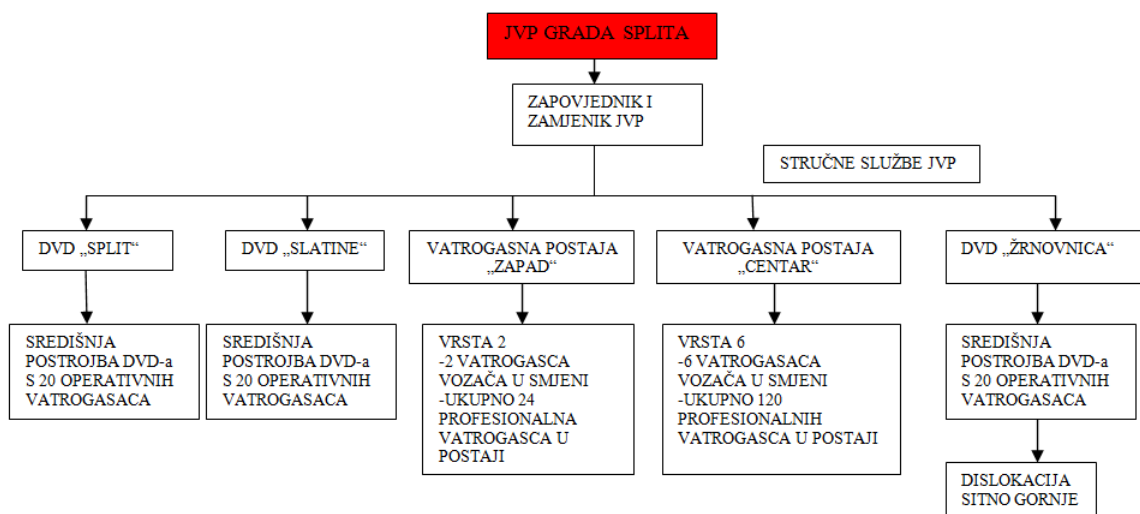 JVP GRADA SPLITA
ZAPOVJEDNIK I
ZAMJENIK JVP
STRUČNE SLUŽBE JVP
DVD „SPLIT“
DVD „SLATINE“
VATROGASNA POSTAJA
„ZAPAD“
VATROGASNA POSTAJA
„CENTAR“
DVD „ŽRNOVNICA“
SREDIŠNJA
POSTROJBA DVD-a
S 20 OPERATIVNIH
VATROGASACA
SREDIŠNJA
POSTROJBA DVD-a
S 20 OPERATIVNIH
VATROGASACA
VRSTA 2
-2 VATROGASCA
VOZAČA U SMJENI
-UKUPNO 24
PROFESIONALNA
VATROGASCA U
POSTAJI
VRSTA 6
-6 VATROGASACA
VOZAČA U SMJENI
-UKUPNO 120
PROFESIONALNIH
VATROGASCA U POSTAJI
SREDIŠNJA
POSTROJBA DVD-a
S 20 OPERATIVNIH
VATROGASACA
DISLOKACIJA
SITNO GORNJE